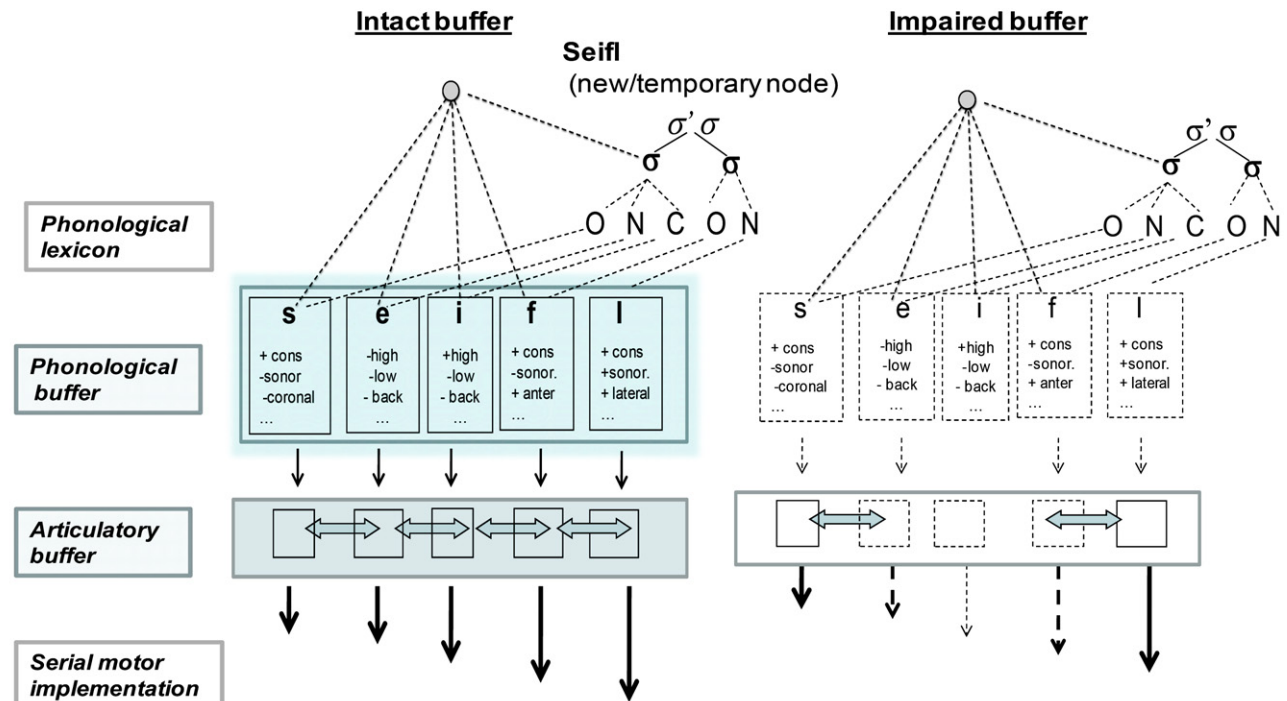 Intact buffer
Impaired buffer
Seifl
(new/temporary node)
σ’ σ
σ σ
O N C O N
σ’ σ
σ σ
O N C O N
Phonological
lexicon
s e i f l
+ cons -high +high + cons + cons
-sonor -low -low -sonor. +sonor.
-coronal - back - back + anter + lateral
... ... ... ... ...
s e i f l
+ cons -high +high + cons + cons
-sonor -low -low -sonor. +sonor.
-coronal - back - back + anter + lateral
... ... ... ... ...
Phonological
buffer
Articulatory
buffer
Serial motor
implementation